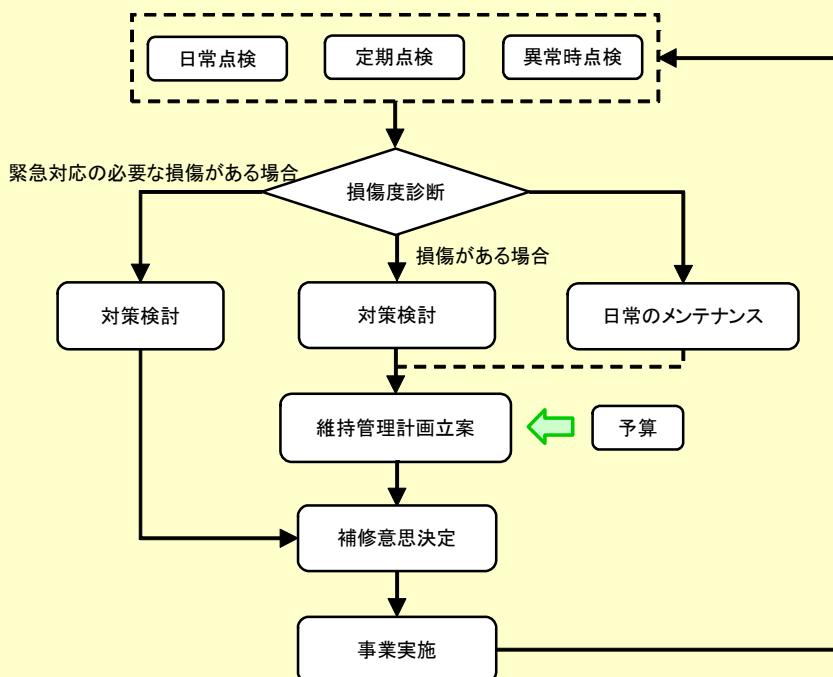 日常点検
定期点検
異常時点検
緊急対応の必要な損傷がある場合
損傷度診断
損傷がある場合
対策検討
対策検討
日常のメンテナンス
維持管理計画立案
予算
補修意思決定
事業実施